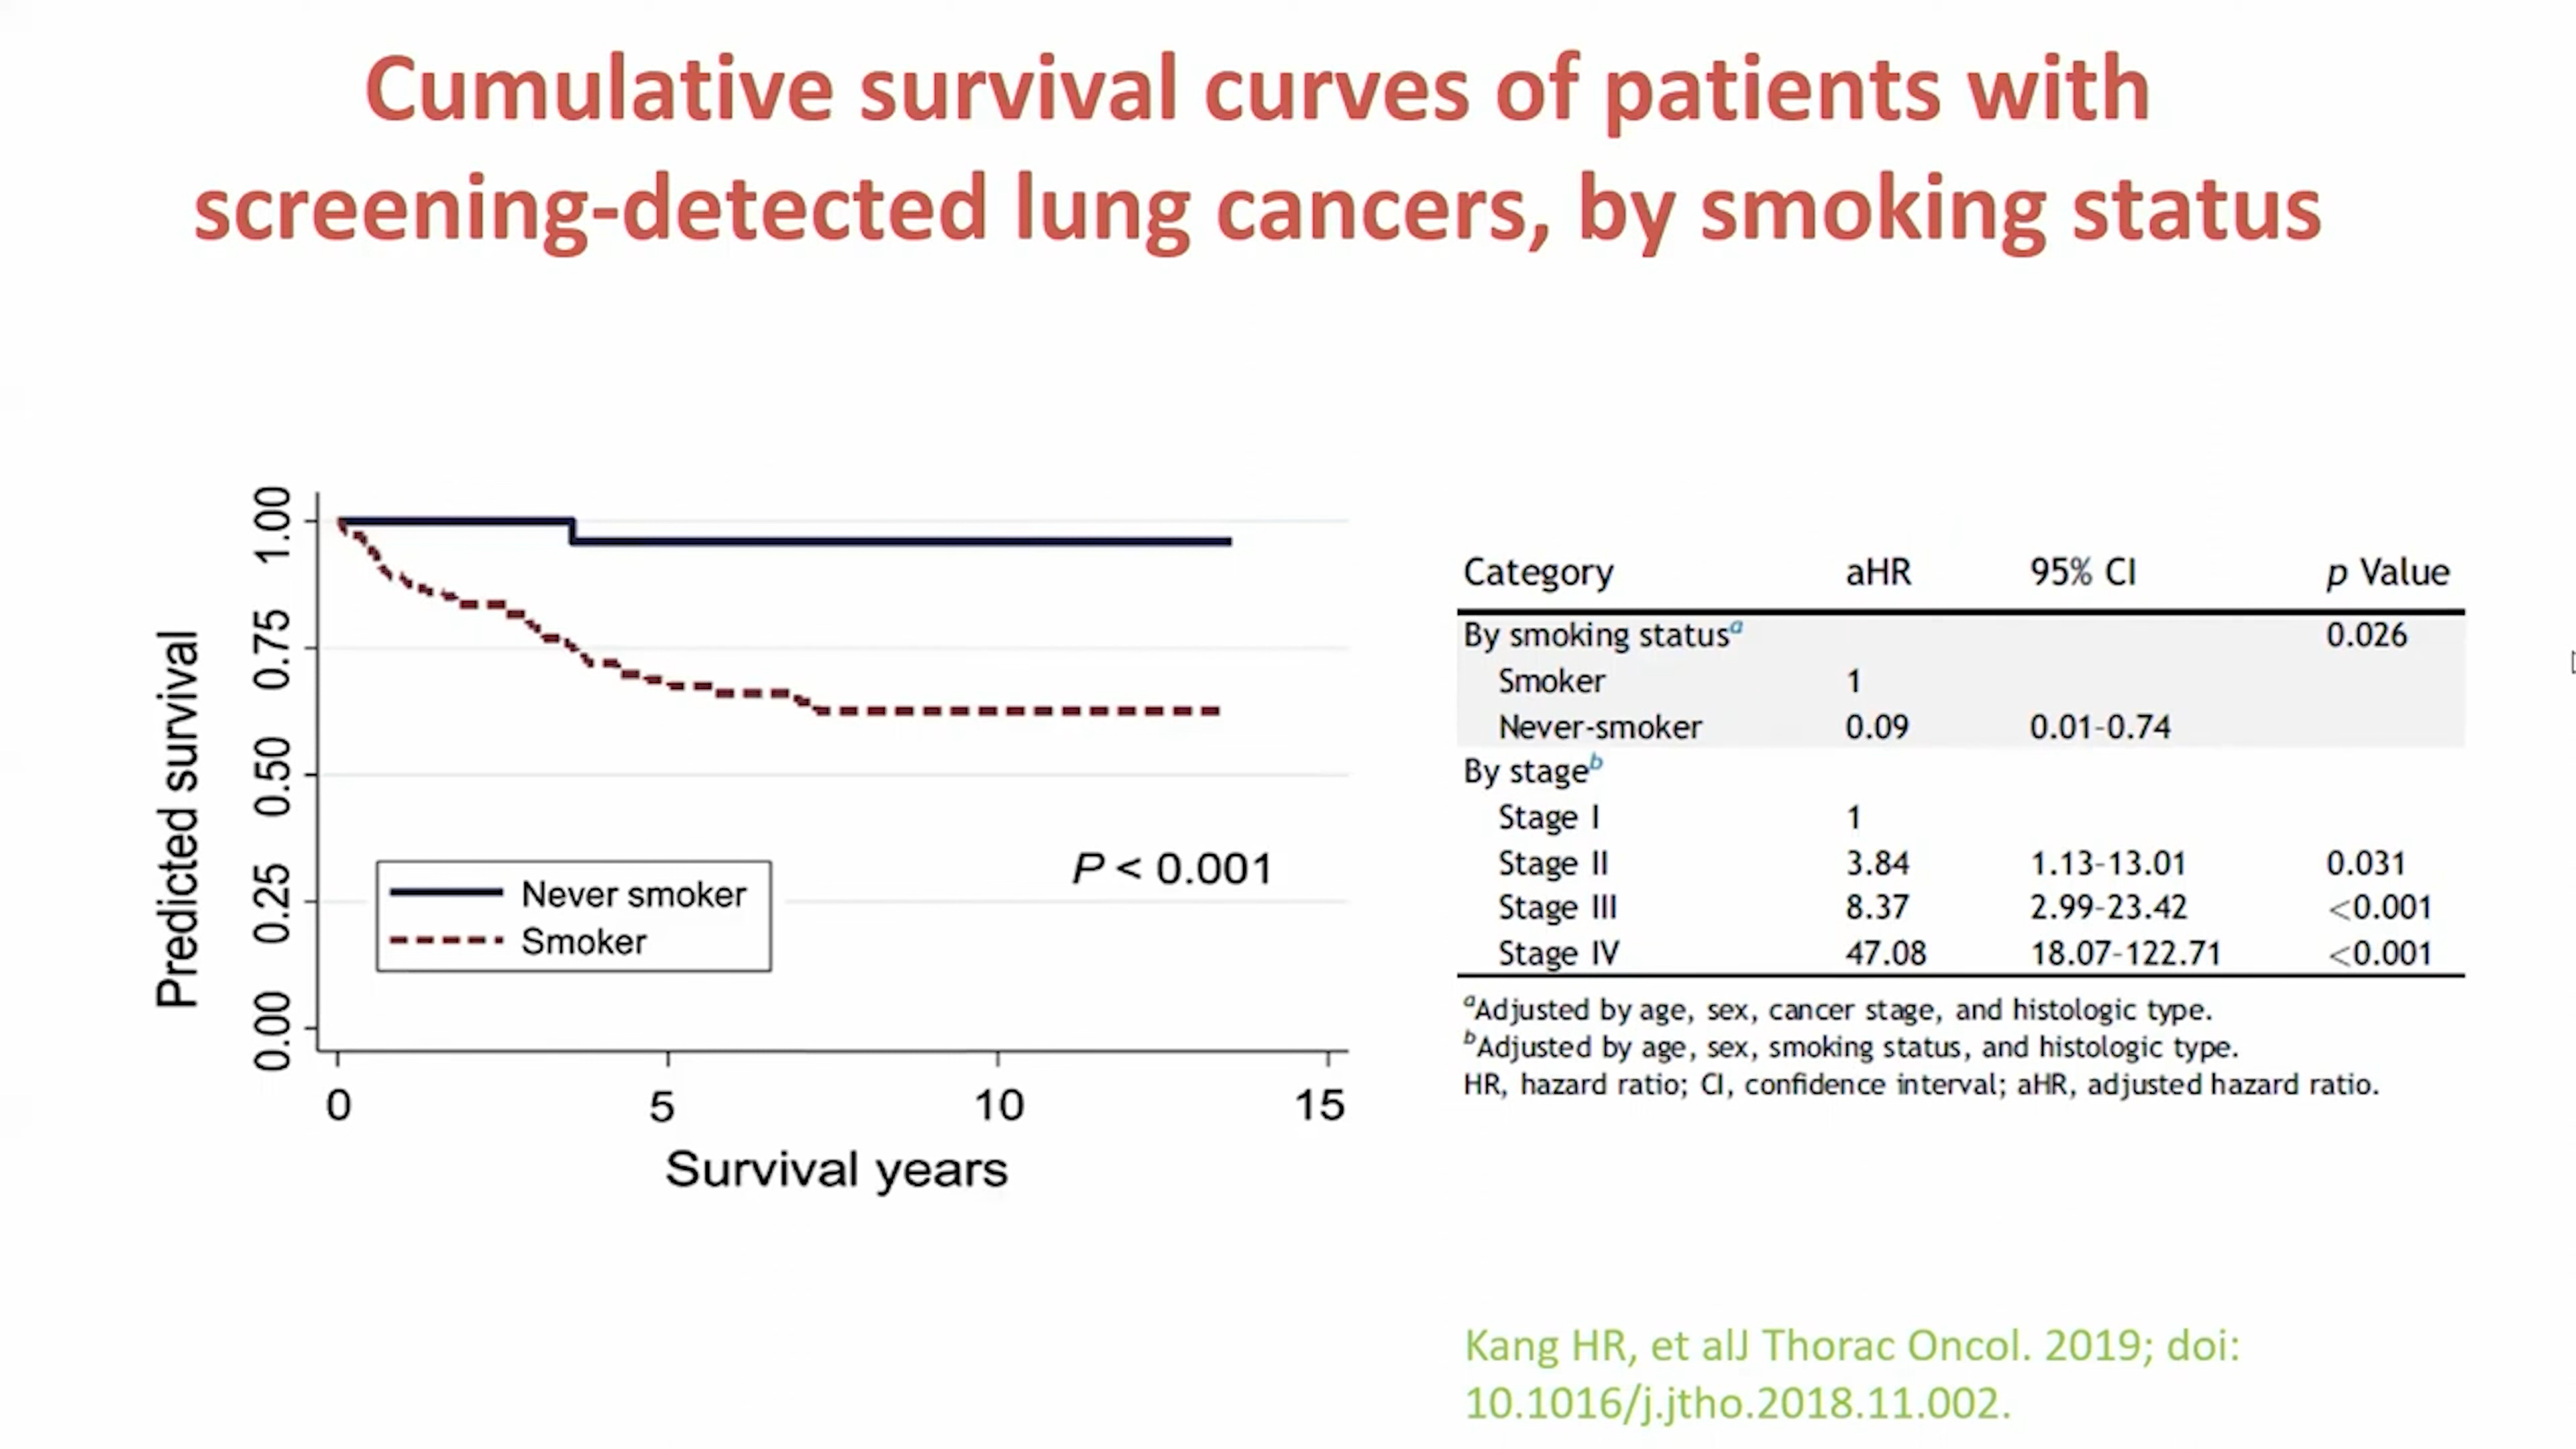 Cumulative survival curves of patients with
screening-detected lung cancers, by smoking status
Predicted survival
1.00
0.75
0.50
0.25
0.00
Never smoker
Smoker
P < 0.001
0 5 10 15
Survival years
Category aHR 95% CI p Value
By smoking statusᵃ 0.026
Smoker 1
Never-smoker 0.09 0.01-0.74
By stageᵇ
Stage I 1
Stage II 3.84 1.13-13.01 0.031
Stage III 8.37 2.99-23.42 <0.001
Stage IV 47.08 18.07-122.71 <0.001
ᵃAdjusted by age, sex, cancer stage, and histologic type.
ᵇAdjusted by age, sex, smoking status, and histologic type.
HR, hazard ratio; CI, confidence interval; aHR, adjusted hazard ratio.
Kang HR, et alJ Thorac Oncol. 2019; doi:
10.1016/j.jtho.2018.11.002.